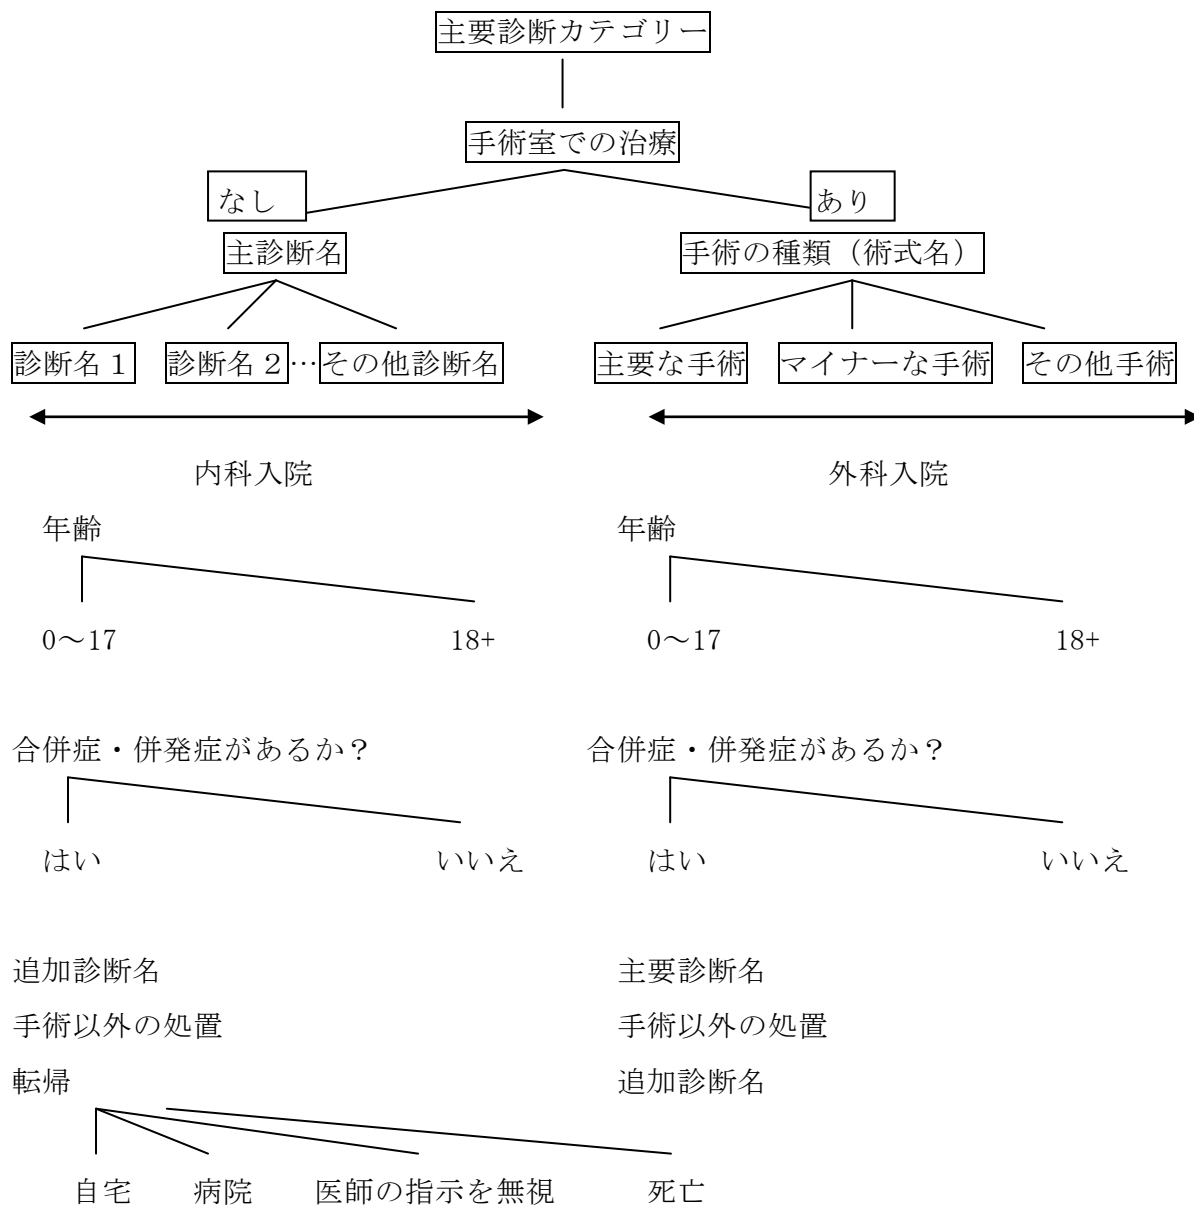 主要診断カテゴリー
手術室での治療
なし　あり
主診断名　手術の種類（術式名）
診断名１　診断名２…その他診断名　主要な手術　マイナーな手術　その他手術
内科入院　外科入院
年齢　年齢
0～17　18+　0～17　18+
合併症・併発症があるか？　合併症・併発症があるか？
はい　いいえ　はい　いいえ
追加診断名　主要診断名
手術以外の処置　手術以外の処置
転帰　追加診断名
自宅　病院　医師の指示を無視　死亡